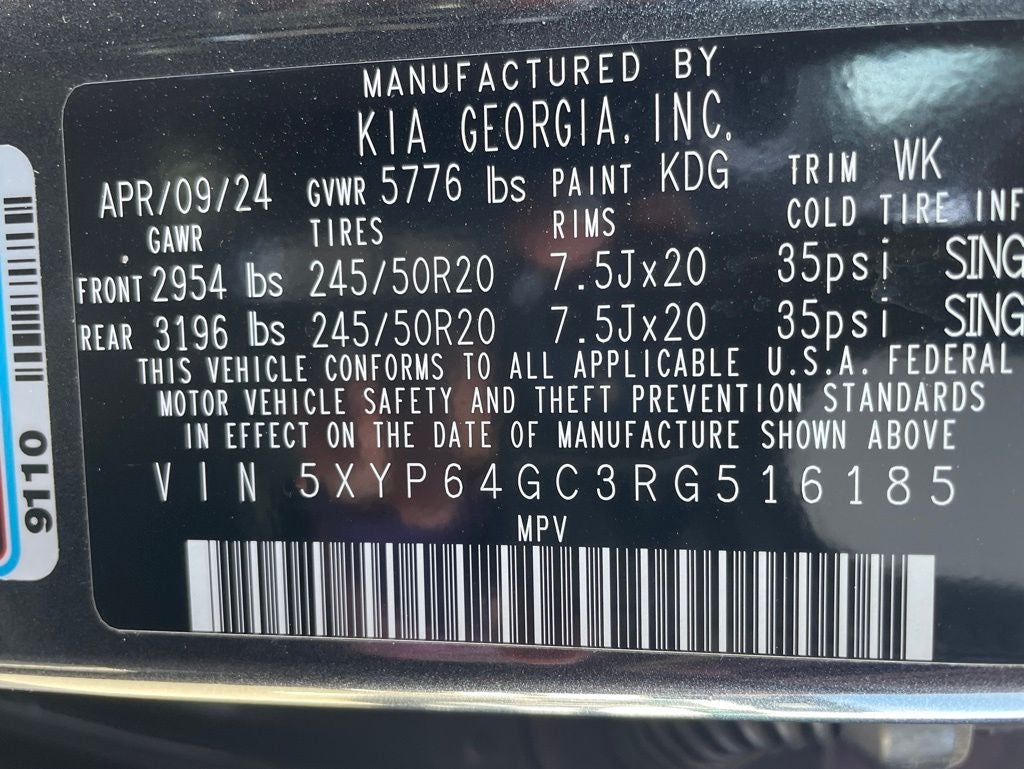 MANUFACTURED BY
KIA GEORGIA, INC.
APR/09/24 GVWR 5776 lbs PAINT KDG TRIM WK
GAWR TIRES RIMS COLD TIRE INF
FRONT 2954 lbs 245/50R20 7.5Jx20 35psi SING
REAR 3196 lbs 245/50R20 7.5Jx20 35psi SING
THIS VEHICLE CONFORMS TO ALL APPLICABLE U.S.A. FEDERAL
MOTOR VEHICLE SAFETY AND THEFT PREVENTION STANDARDS
IN EFFECT ON THE DATE OF MANUFACTURE SHOWN ABOVE
VIN 5XYP64GC3RG516185
MPV
9110